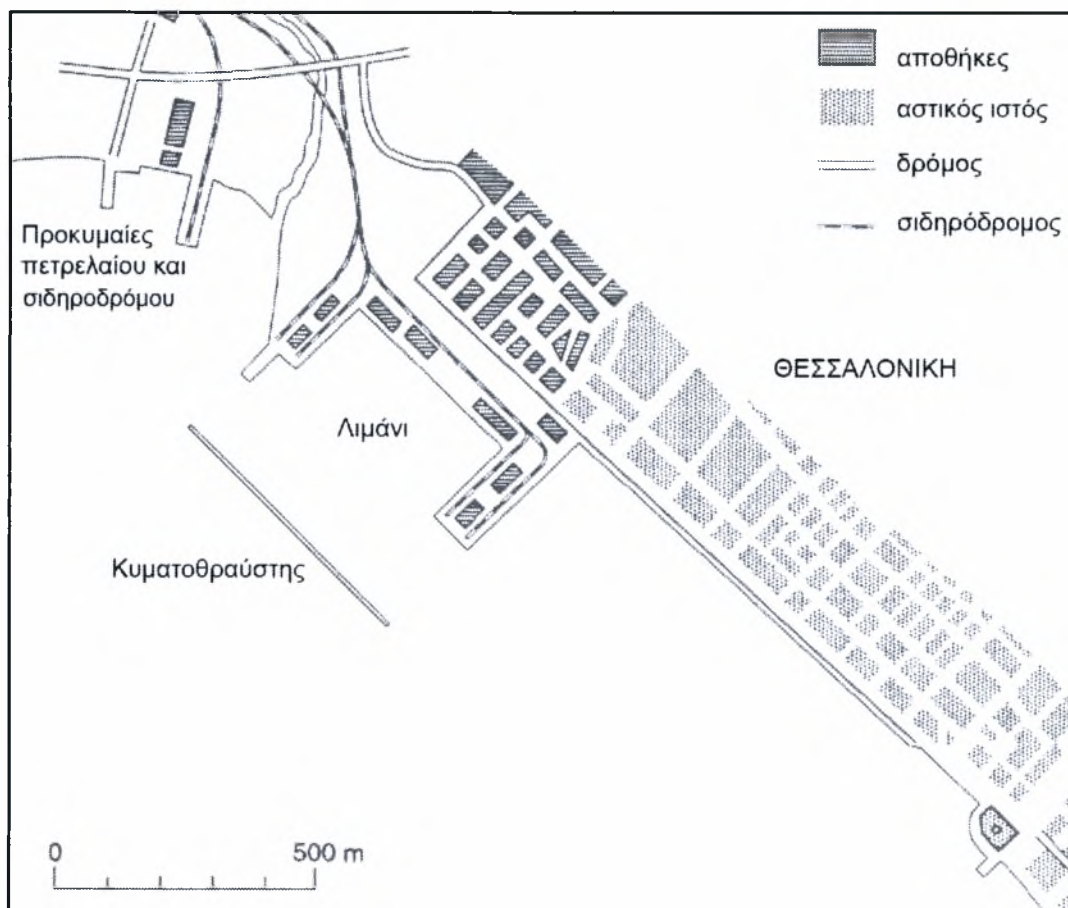 αποθήκες
αστικός ιστός
δρόμος
σιδηρόδρομος
Προκυμαίες
πετρελαίου και
σιδηροδρόμου
ΘΕΣΣΑΛΟΝΙΚΗ
Λιμάνι
Κυματοθραύστης
0 500 m